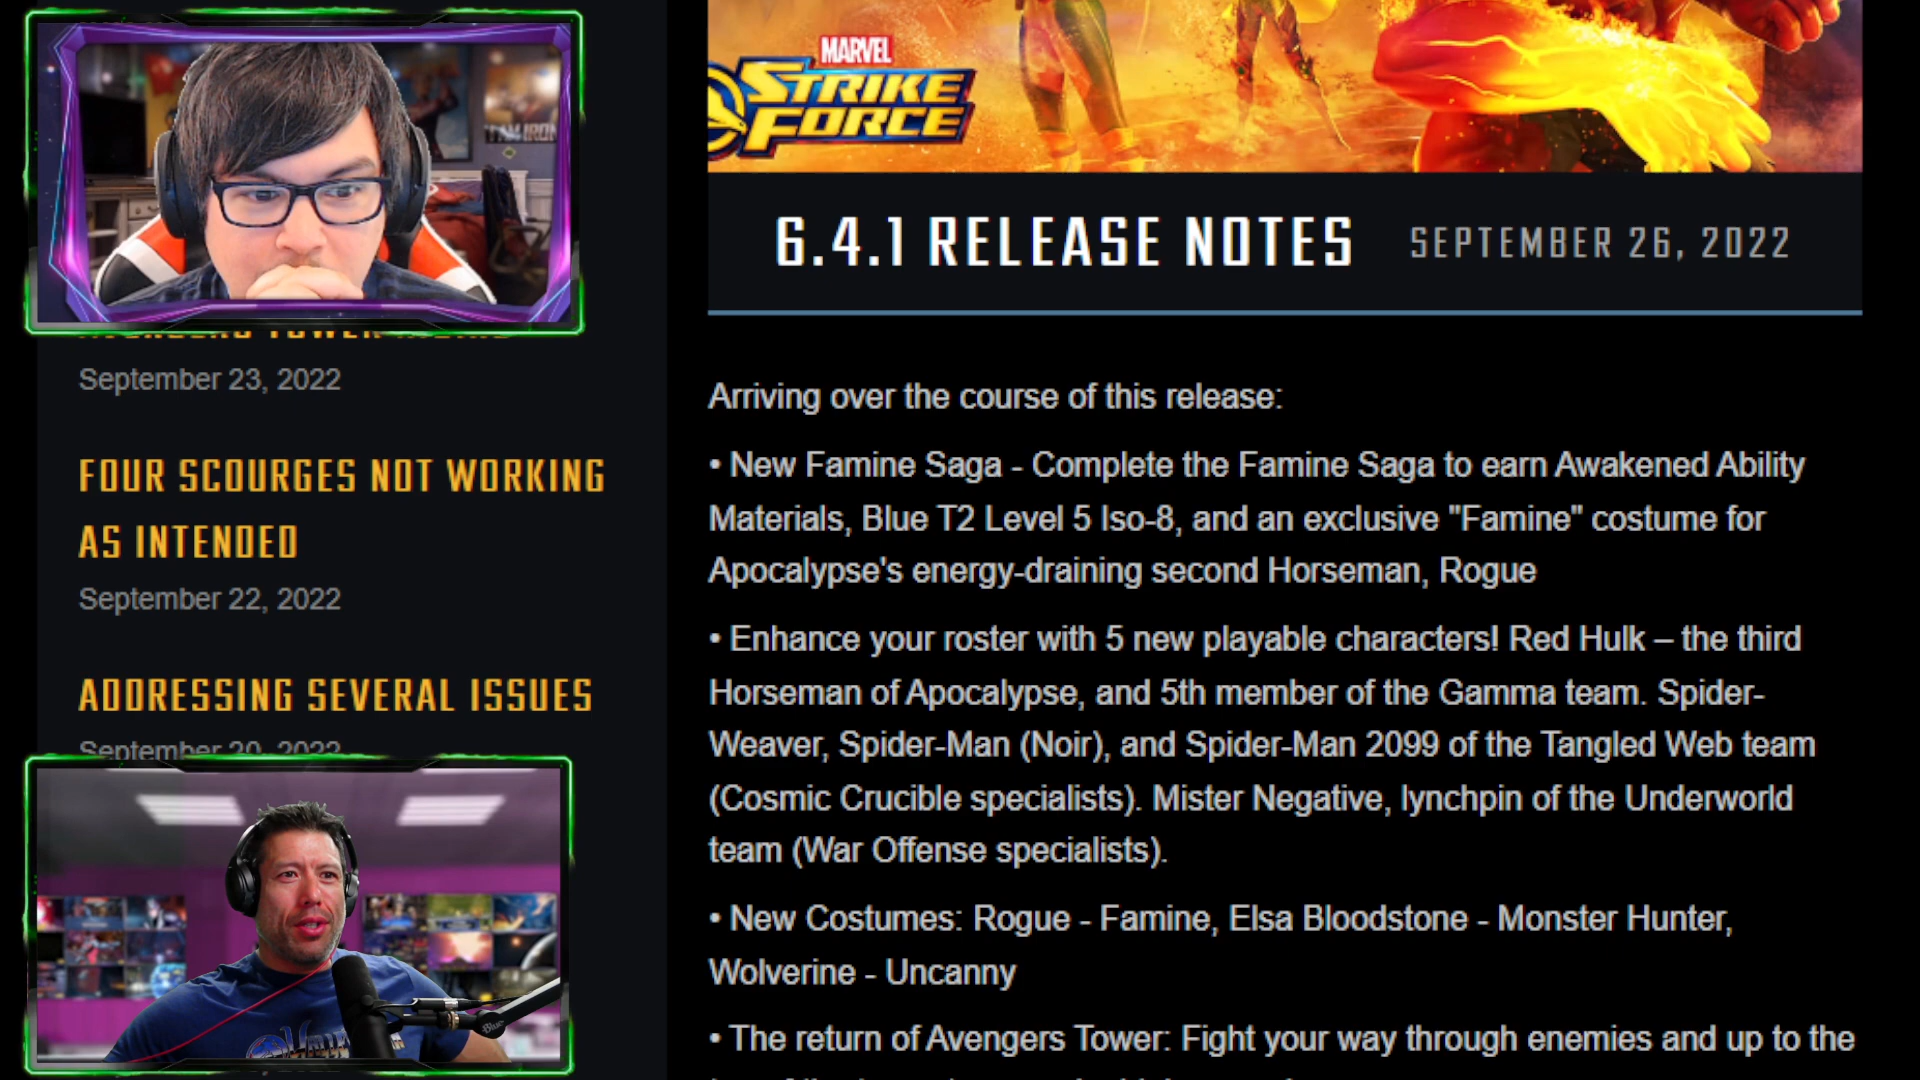 MARVEL
STRIKE
FORCE
6.4.1 RELEASE NOTES SEPTEMBER 26, 2022
TOWER
September 23, 2022
FOUR SCOURGES NOT WORKING
AS INTENDED
September 22, 2022
ADDRESSING SEVERAL ISSUES
September 20, 2022
Arriving over the course of this release:
• New Famine Saga - Complete the Famine Saga to earn Awakened Ability
Materials, Blue T2 Level 5 Iso-8, and an exclusive "Famine" costume for
Apocalypse's energy-draining second Horseman, Rogue
• Enhance your roster with 5 new playable characters! Red Hulk – the third
Horseman of Apocalypse, and 5th member of the Gamma team. Spider-
Weaver, Spider-Man (Noir), and Spider-Man 2099 of the Tangled Web team
(Cosmic Crucible specialists). Mister Negative, lynchpin of the Underworld
team (War Offense specialists).
• New Costumes: Rogue - Famine, Elsa Bloodstone - Monster Hunter,
Wolverine - Uncanny
• The return of Avengers Tower: Fight your way through enemies and up to the